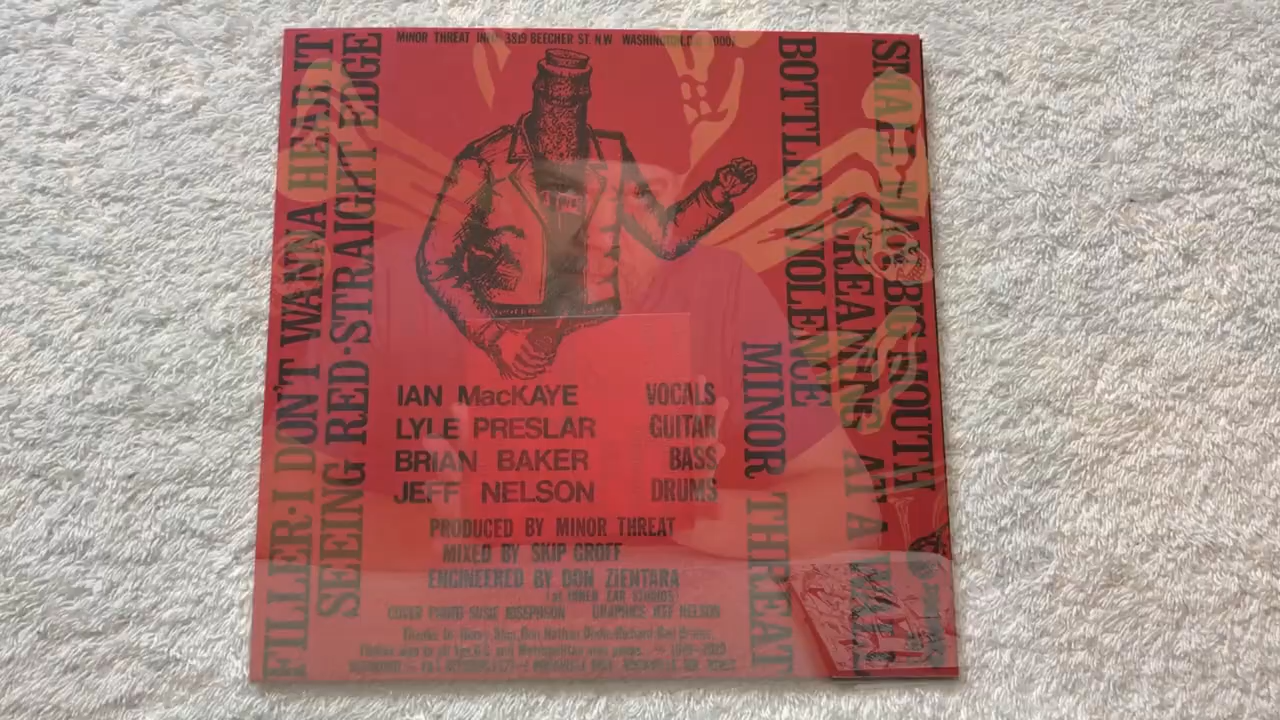 MINOR THREAT INFO: 3819 BEECHER ST. N.W. WASHINGTON
FILLER·I DON'T WANNA HEAR IT
SEEING RED·STRAIGHT EDGE
IAN MacKAYE VOCALS
LYLE PRESLAR GUITAR
BRIAN BAKER BASS
JEFF NELSON DRUMS
PRODUCED BY MINOR THREAT
MIXED BY SKIP GROFF
ENGINEERED BY DON ZIENTARA
(at INNER EAR STUDIOS)
COVER PHOTO SUSIE JOSEPHSON GRAPHICS JEFF NELSON
SMALL MAN, BIG MOUTH
SCREAMING AT A WALL
BOTTLED VIOLENCE
MINOR THREAT